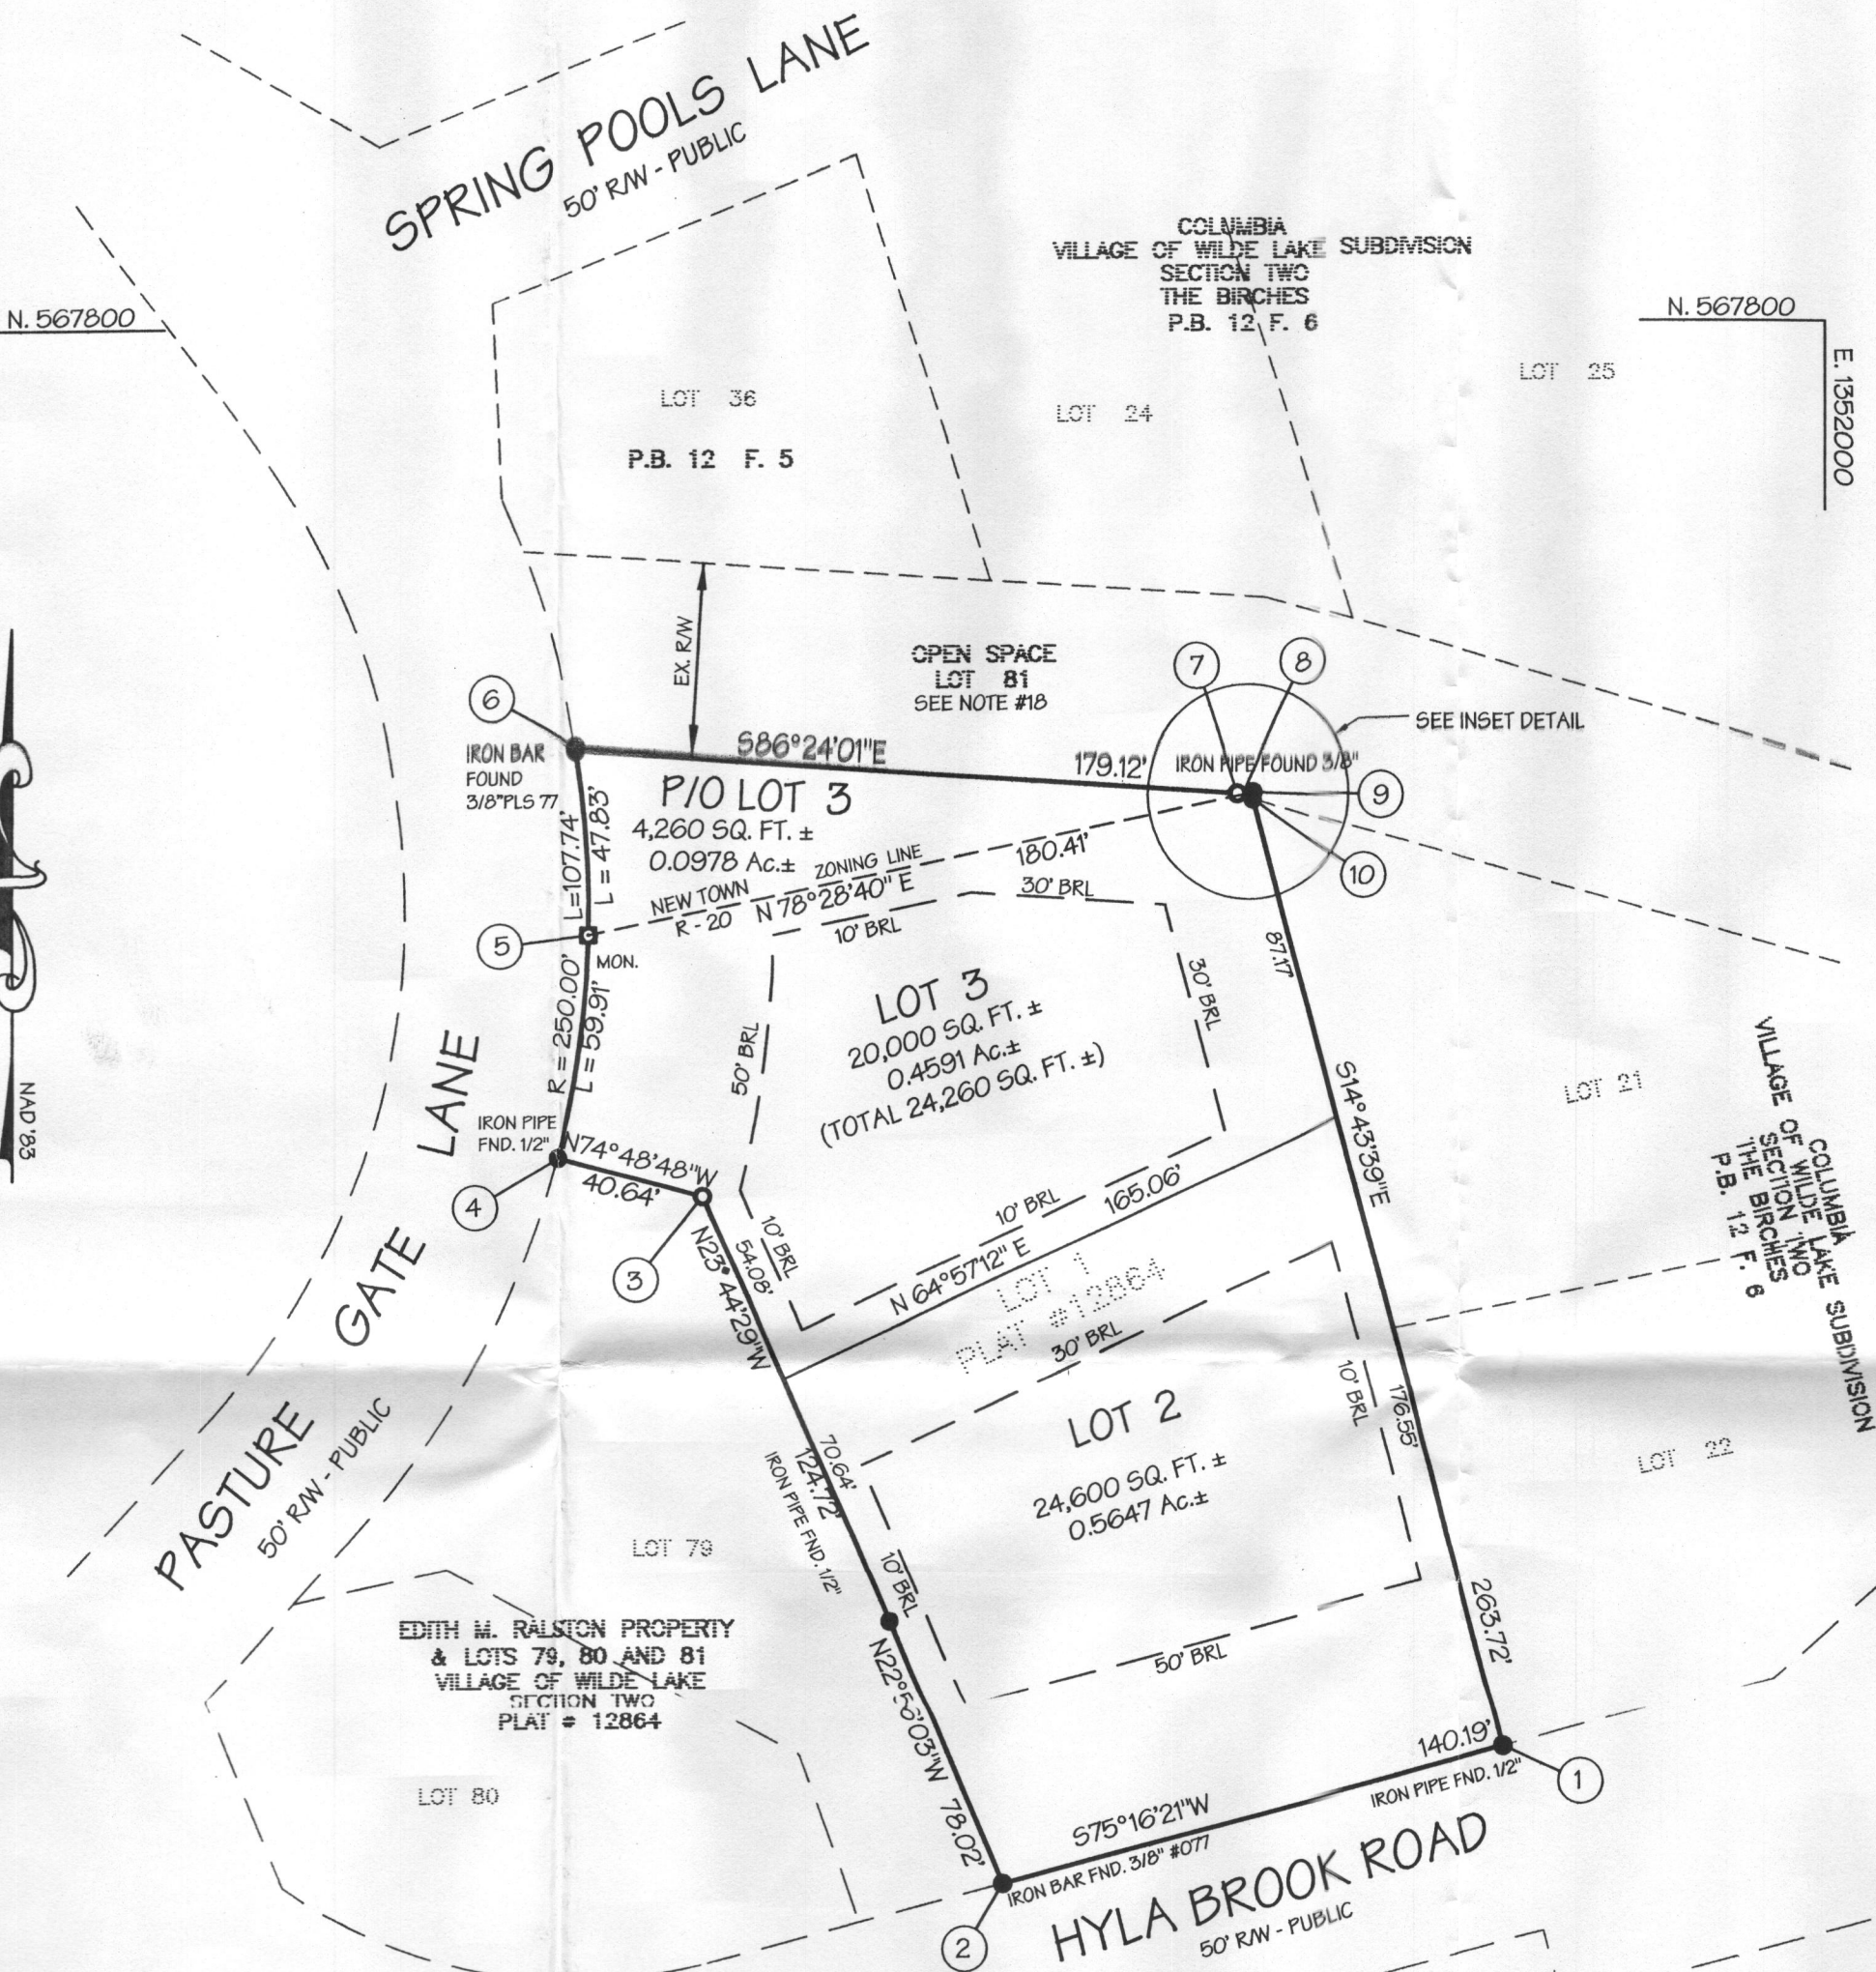 SPRING POOLS LANE
50' R/W - PUBLIC
COLUMBIA
VILLAGE OF WILDE LAKE SUBDIVISION
SECTION TWO
THE BIRCHES
P.B. 12 F. 6
N. 567800
N. 567800
E. 1352000
LOT 36
P.B. 12 F. 5
LOT 24
LOT 25
EX. R/W
OPEN SPACE
LOT 81
SEE NOTE #18
7
8
SEE INSET DETAIL
6
IRON BAR
FOUND
3/8"PLS 77
S86°24'01"E
179.12'
IRON PIPE FOUND 3/8"
9
10
P/O LOT 3
4,260 SQ. FT. ±
0.0978 Ac.±
L=107.74'
L = 47.83'
NEW TOWN
ZONING LINE
R - 20
N 78°28'40" E
180.41'
30' BRL
10' BRL
5
MON.
R = 250.00'
L = 59.91'
87.17'
30' BRL
LOT 3
20,000 SQ. FT. ±
0.4591 Ac.±
(TOTAL 24,260 SQ. FT. ±)
50' BRL
NAD'83
IRON PIPE
FND. 1/2"
4
N74°48'48"W
40.64'
3
S14°43'39"E
LOT 21
COLUMBIA
VILLAGE OF WILDE LAKE SUBDIVISION
SECTION TWO
THE BIRCHES
P.B. 12 F. 6
10' BRL
54.08'
N23°44'29"W
10' BRL
165.06'
N 64°57'12" E
LOT 1
PLAT #12864
30' BRL
10' BRL
176.55'
LOT 2
24,600 SQ. FT. ±
0.5647 Ac.±
LOT 22
PASTURE GATE LANE
50' R/W - PUBLIC
70.64'
124.72'
IRON PIPE FND. 1/2"
10' BRL
LOT 79
EDITH M. RALSTON PROPERTY
& LOTS 79, 80 AND 81
VILLAGE OF WILDE LAKE
SECTION TWO
PLAT # 12864
LOT 80
50' BRL
263.72'
N22°56'03"W
78.02'
140.19'
IRON PIPE FND. 1/2"
1
S75°16'21"W
IRON BAR FND. 3/8" #077
2
HYLA BROOK ROAD
50' R/W - PUBLIC